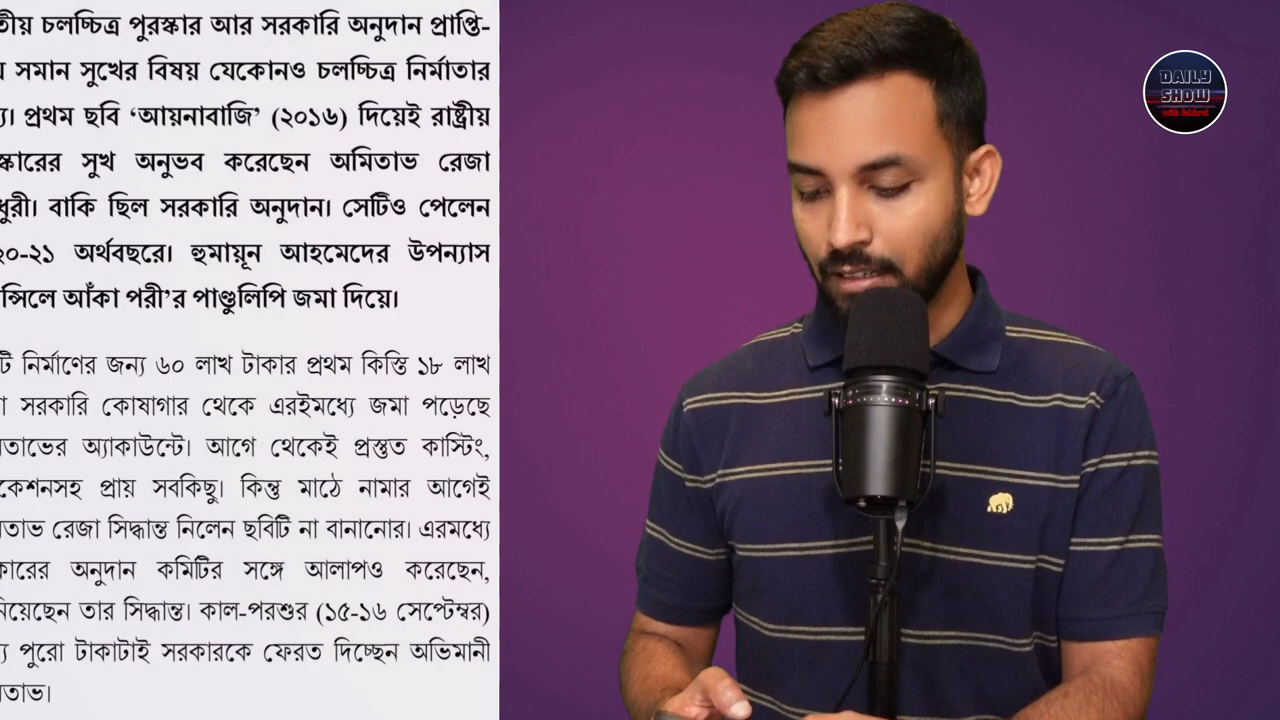 চলচ্চিত্র পুরস্কার আর সরকারি অনুদান প্রাপ্তি-
সমান সুখের বিষয় যেকোনও চলচ্চিত্র নির্মাতার
প্রথম ছবি ‘আয়নাবাজি’ (২০১৬) দিয়েই রাষ্ট্রীয়
সুখ অনুভব করেছেন অমিতাভ রেজা
বাকি ছিল সরকারি অনুদান। সেটিও পেলেন
২০-২১ অর্থবছরে। হুমায়ূন আহমেদের উপন্যাস
আঁকা পরী’র পাণ্ডুলিপি জমা দিয়ে।
টি নির্মাণের জন্য ৬০ লাখ টাকার প্রথম কিস্তি ১৮ লাখ
সরকারি কোষাগার থেকে এরইমধ্যে জমা পড়েছে
তাভের অ্যাকাউন্টে। আগে থেকেই প্রস্তুত কাস্টিং,
কেশনসহ প্রায় সবকিছু। কিন্তু মাঠে নামার আগেই
তাভ রেজা সিদ্ধান্ত নিলেন ছবিটি না বানানোর। এরমধ্যে
কারের অনুদান কমিটির সঙ্গে আলাপও করেছেন,
নিয়েছেন তার সিদ্ধান্ত। কাল-পরশুর (১৫-১৬ সেপ্টেম্বর)
পুরো টাকাটাই সরকারকে ফেরত দিচ্ছেন অভিমানী
তাভ।
DAILY
SHOW